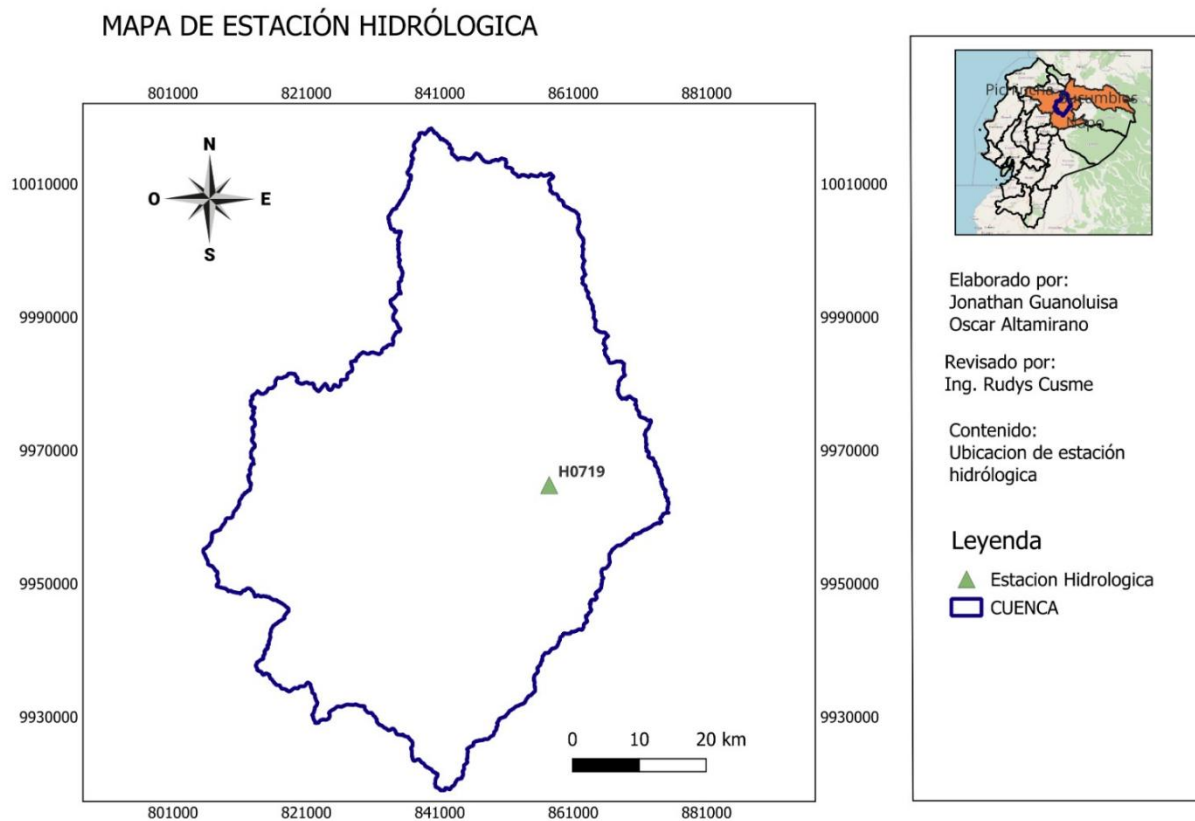 MAPA DE ESTACIÓN HIDRÓLOGICA
801000 821000 841000 861000 881000
N
O E
S
10010000 10010000
9990000 9990000
9970000 9970000
H0719
9950000 9950000
9930000 9930000
0 10 20 km
801000 821000 841000 861000 881000
Pichincha
Sucumbios
Napo
Elaborado por:
Jonathan Guanoluisa
Oscar Altamirano
Revisado por:
Ing. Rudys Cusme
Contenido:
Ubicacion de estación
hidrólogica
Leyenda
Estacion Hidrologica
CUENCA